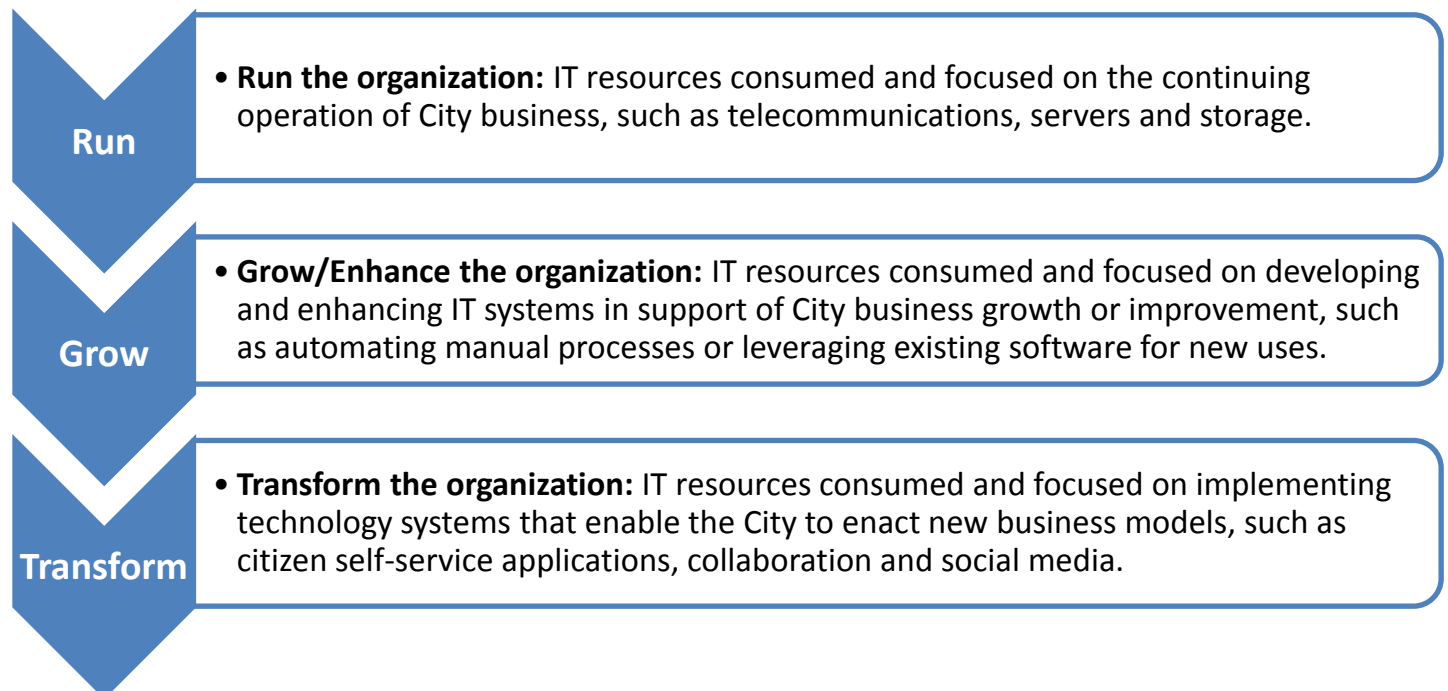 Run
• Run the organization: IT resources consumed and focused on the continuing
operation of City business, such as telecommunications, servers and storage.
Grow
• Grow/Enhance the organization: IT resources consumed and focused on developing
and enhancing IT systems in support of City business growth or improvement, such
as automating manual processes or leveraging existing software for new uses.
Transform
• Transform the organization: IT resources consumed and focused on implementing
technology systems that enable the City to enact new business models, such as
citizen self-service applications, collaboration and social media.